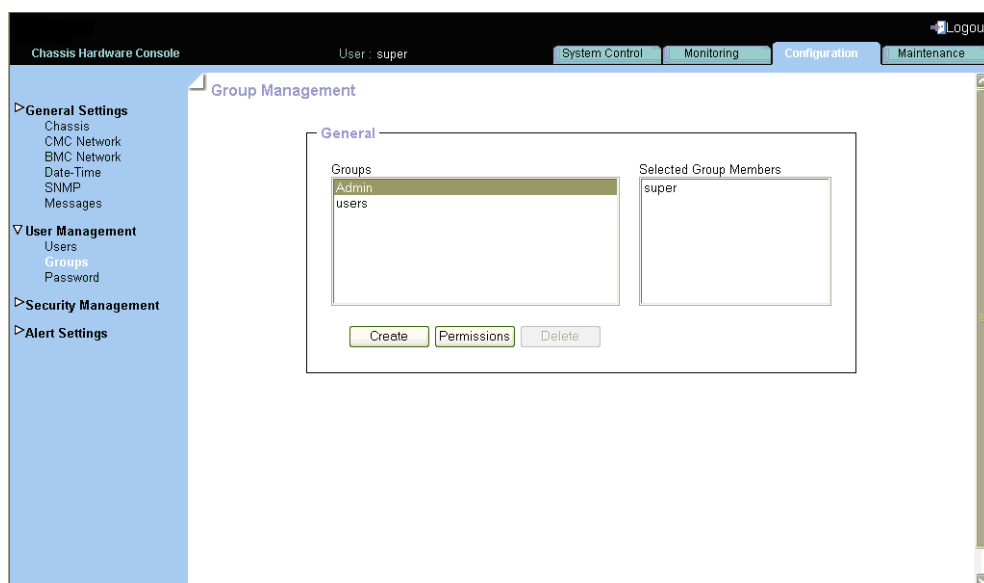 Logou
Chassis Hardware Console
User : super
System Control
Monitoring
Configuration
Maintenance
General Settings
Chassis
CMC Network
BMC Network
Date-Time
SNMP
Messages
User Management
Users
Groups
Password
Security Management
Alert Settings
Group Management
General
Groups
Admin
users
Selected Group Members
super
Create
Permissions
Delete